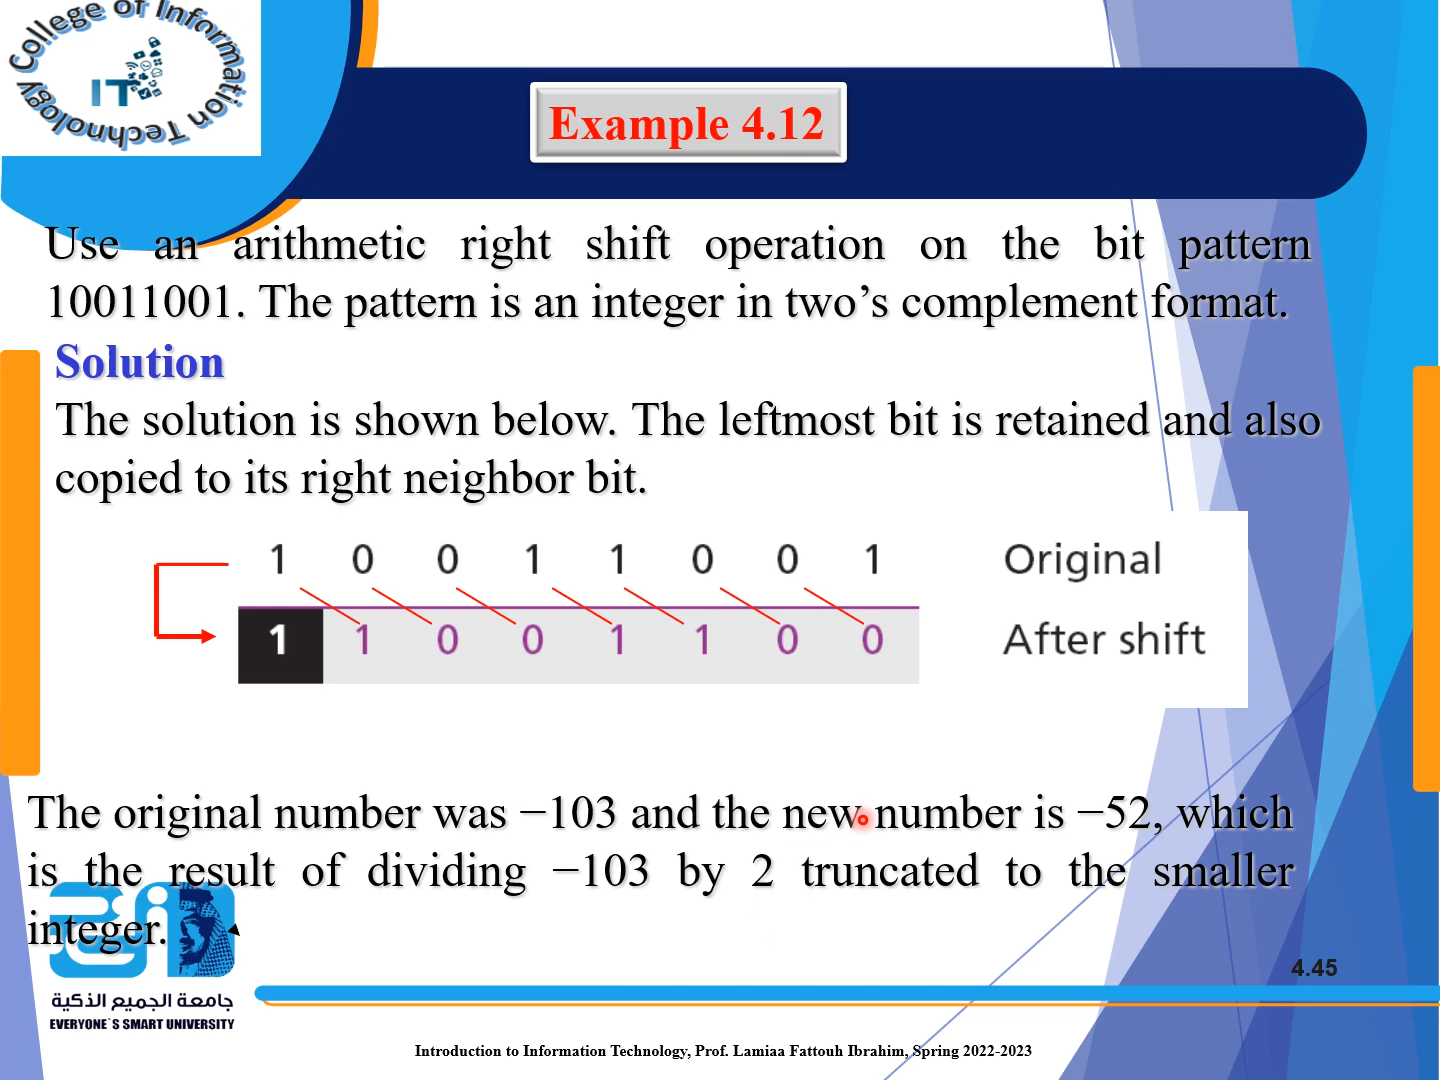 College of Information Technology
IT
Example 4.12
Use an arithmetic right shift operation on the bit pattern
10011001. The pattern is an integer in two’s complement format.
Solution
The solution is shown below. The leftmost bit is retained and also
copied to its right neighbor bit.
1 0 0 1 1 0 0 1 Original
1 1 0 0 1 1 0 0 After shift
The original number was −103 and the new number is −52, which
is the result of dividing −103 by 2 truncated to the smaller
integer.
4.45
جامعة الجميع الذكية
EVERYONE`S SMART UNIVERSITY
Introduction to Information Technology, Prof. Lamiaa Fattouh Ibrahim, Spring 2022-2023